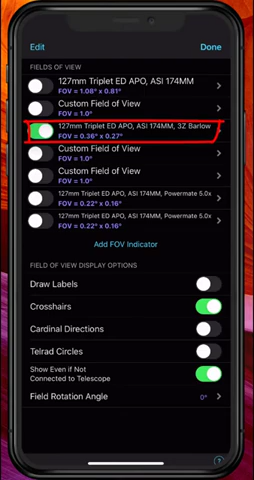 Edit
Done
FIELDS OF VIEW
127mm Triplet ED APO, ASI 174MM
FOV = 1.08° x 0.81°
Custom Field of View
FOV = 1.0°
127mm Triplet ED APO, ASI 174MM, 3Z Barlow
FOV = 0.36° x 0.27°
Custom Field of View
FOV = 1.0°
Custom Field of View
FOV = 1.0°
127mm Triplet ED APO, ASI 174MM, Powermate 5.0x
FOV = 0.22° x 0.16°
127mm Triplet ED APO, ASI 174MM, Powermate 5.0x
FOV = 0.22° x 0.16°
Add FOV Indicator
FIELD OF VIEW DISPLAY OPTIONS
Draw Labels
Crosshairs
Cardinal Directions
Telrad Circles
Show Even if Not
Connected to Telescope
Field Rotation Angle
0°
?